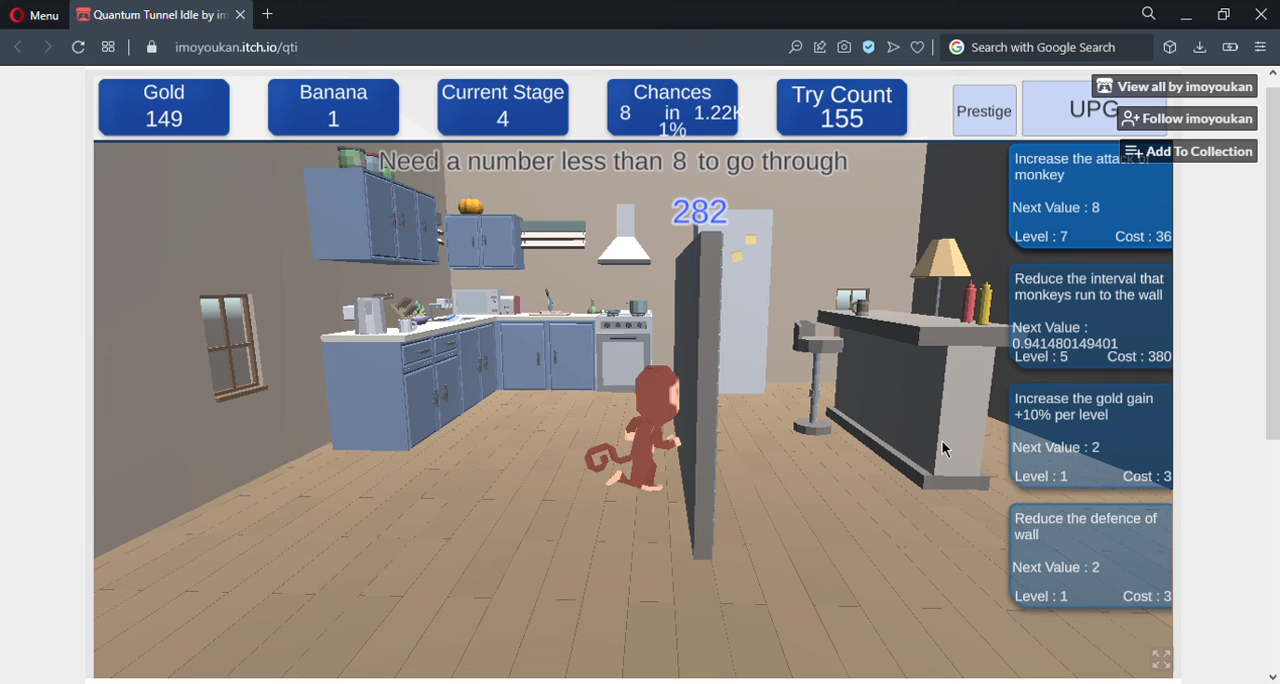 Menu
Quantum Tunnel Idle by im
imoyoukan.itch.io/qti
Search with Google Search
Gold
149
Banana
1
Current Stage
4
Chances
8 in 1.22K
1%
Try Count
155
Prestige
UPG
View all by imoyoukan
Follow imoyoukan
Add To Collection
Need a number less than 8 to go through
282
Increase the attack of
monkey
Next Value : 8
Level : 7 Cost : 36
Reduce the interval that
monkeys run to the wall
Next Value :
0.941480149401
Level : 5 Cost : 380
Increase the gold gain
+10% per level
Next Value : 2
Level : 1 Cost : 3
Reduce the defence of
wall
Next Value : 2
Level : 1 Cost : 3